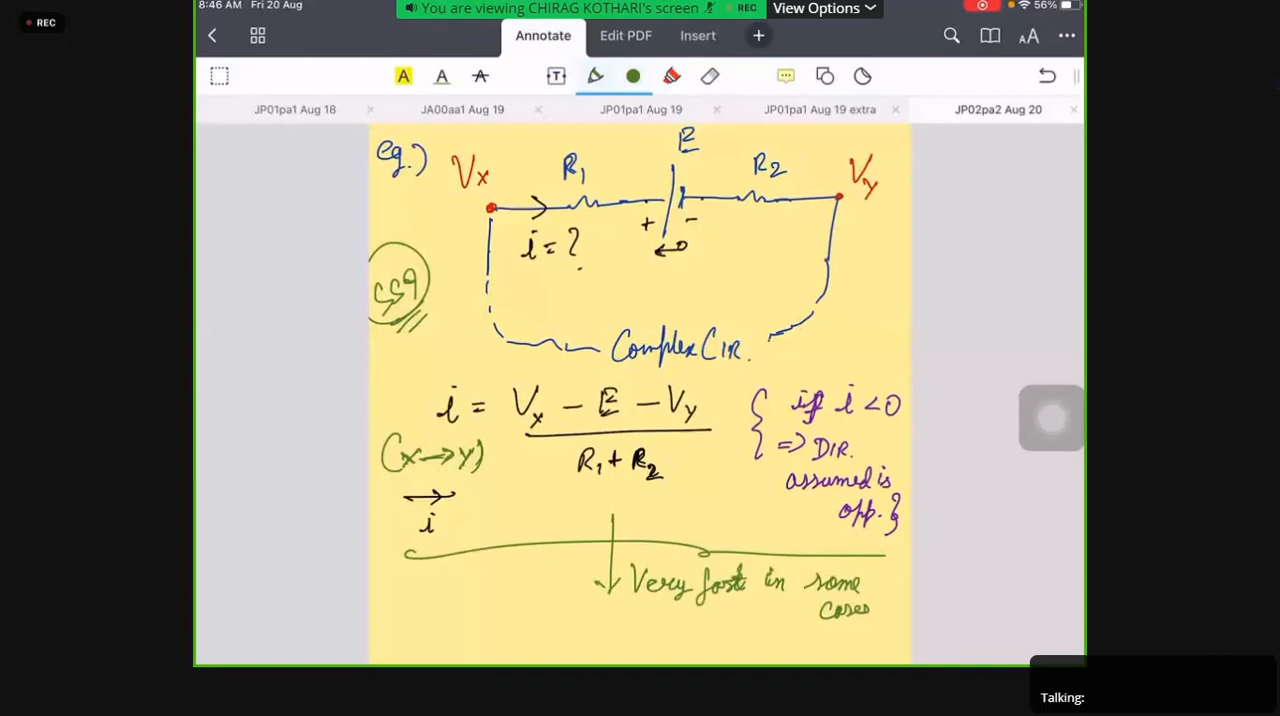 REC
8:46 AM Fri 20 Aug
You are viewing CHIRAG KOTHARI's screen
REC
View Options
56%
Annotate
Edit PDF
Insert
+
AA
A
A
A
T
JP01pa1 Aug 18
JA00aa1 Aug 19
JP01pa1 Aug 19
JP01pa1 Aug 19 extra
JP02pa2 Aug 20
eg.)
Vx
R1
E
R2
Vy
+ -
i = ?
Complex CIR.
i = Vx - E - Vy
R1 + R2
(X→Y)
i
{ if i < 0
=> DIR.
assumed is
opp. }
Very fast in some
cases
Talking: